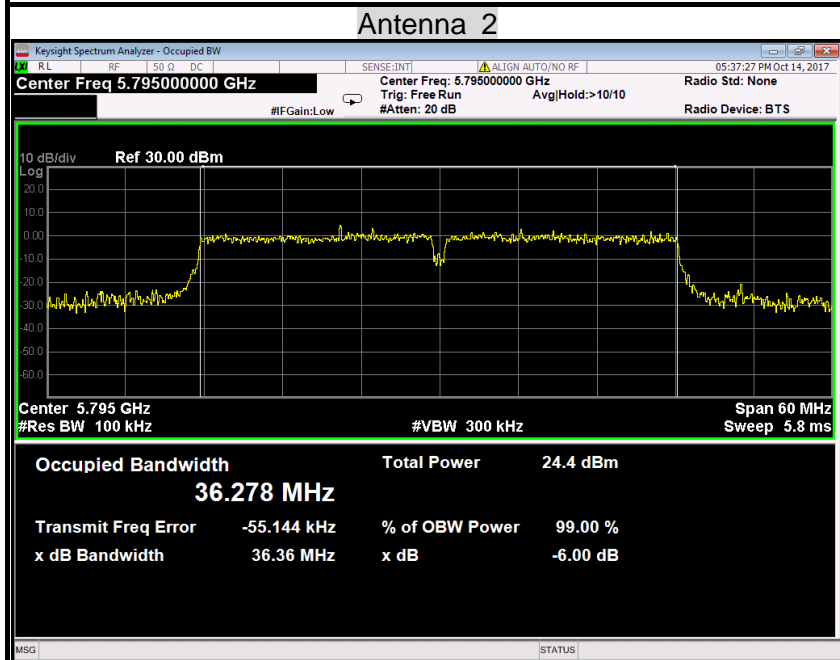 Antenna 2
Keysight Spectrum Analyzer - Occupied BW
LXI RL RF 50 Ω DC SENSE:INT ALIGN AUTO/NO RF 05:37:27 PM Oct 14, 2017
Center Freq 5.795000000 GHz Center Freq: 5.795000000 GHz Radio Std: None
Trig: Free Run Avg|Hold:>10/10
#IFGain:Low #Atten: 20 dB Radio Device: BTS
10 dB/div Ref 30.00 dBm
Log
20.0
10.0
0.00
-10.0
-20.0
-30.0
-40.0
-50.0
-60.0
Center 5.795 GHz Span 60 MHz
#Res BW 100 kHz #VBW 300 kHz Sweep 5.8 ms
Occupied Bandwidth Total Power 24.4 dBm
36.278 MHz
Transmit Freq Error -55.144 kHz % of OBW Power 99.00 %
x dB Bandwidth 36.36 MHz x dB -6.00 dB
MSG STATUS